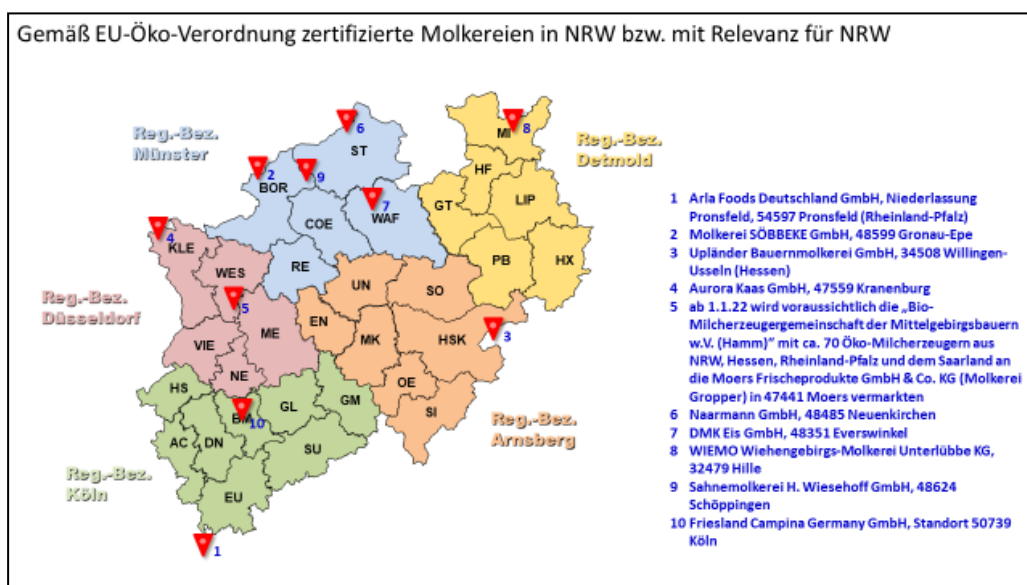 Gemäß EU-Öko-Verordnung zertifizierte Molkereien in NRW bzw. mit Relevanz für NRW
Reg.-Bez.
Münster
Reg.-Bez.
Detmold
Reg.-Bez.
Düsseldorf
Reg.-Bez.
Arnsberg
Reg.-Bez.
Köln
6
ST
MI
8
2
BOR
9
HF
7
WAF
COE
GT
LIP
4
KLE
RE
PB
HX
WES
UN
SO
5
EN
ME
MK
HSK
3
VIE
NE
OE
HS
GL
GM
SI
BM
10
AC
DN
SU
EU
1
1 Arla Foods Deutschland GmbH, Niederlassung
Pronsfeld, 54597 Pronsfeld (Rheinland-Pfalz)
2 Molkerei SÖBBEKE GmbH, 48599 Gronau-Epe
3 Upländer Bauernmolkerei GmbH, 34508 Willingen-
Usseln (Hessen)
4 Aurora Kaas GmbH, 47559 Kranenburg
5 ab 1.1.22 wird voraussichtlich die „Bio-
Milcherzeugergemeinschaft der Mittelgebirgsbauern
w.V. (Hamm)” mit ca. 70 Öko-Milcherzeugern aus
NRW, Hessen, Rheinland-Pfalz und dem Saarland an
die Moers Frischeprodukte GmbH & Co. KG (Molkerei
Gropper) in 47441 Moers vermarkten
6 Naarmann GmbH, 48485 Neuenkirchen
7 DMK Eis GmbH, 48351 Everswinkel
8 WIEMO Wiehengebirgs-Molkerei Unterlübbe KG,
32479 Hille
9 Sahnemolkerei H. Wiesehoff GmbH, 48624
Schöppingen
10 Friesland Campina Germany GmbH, Standort 50739
Köln